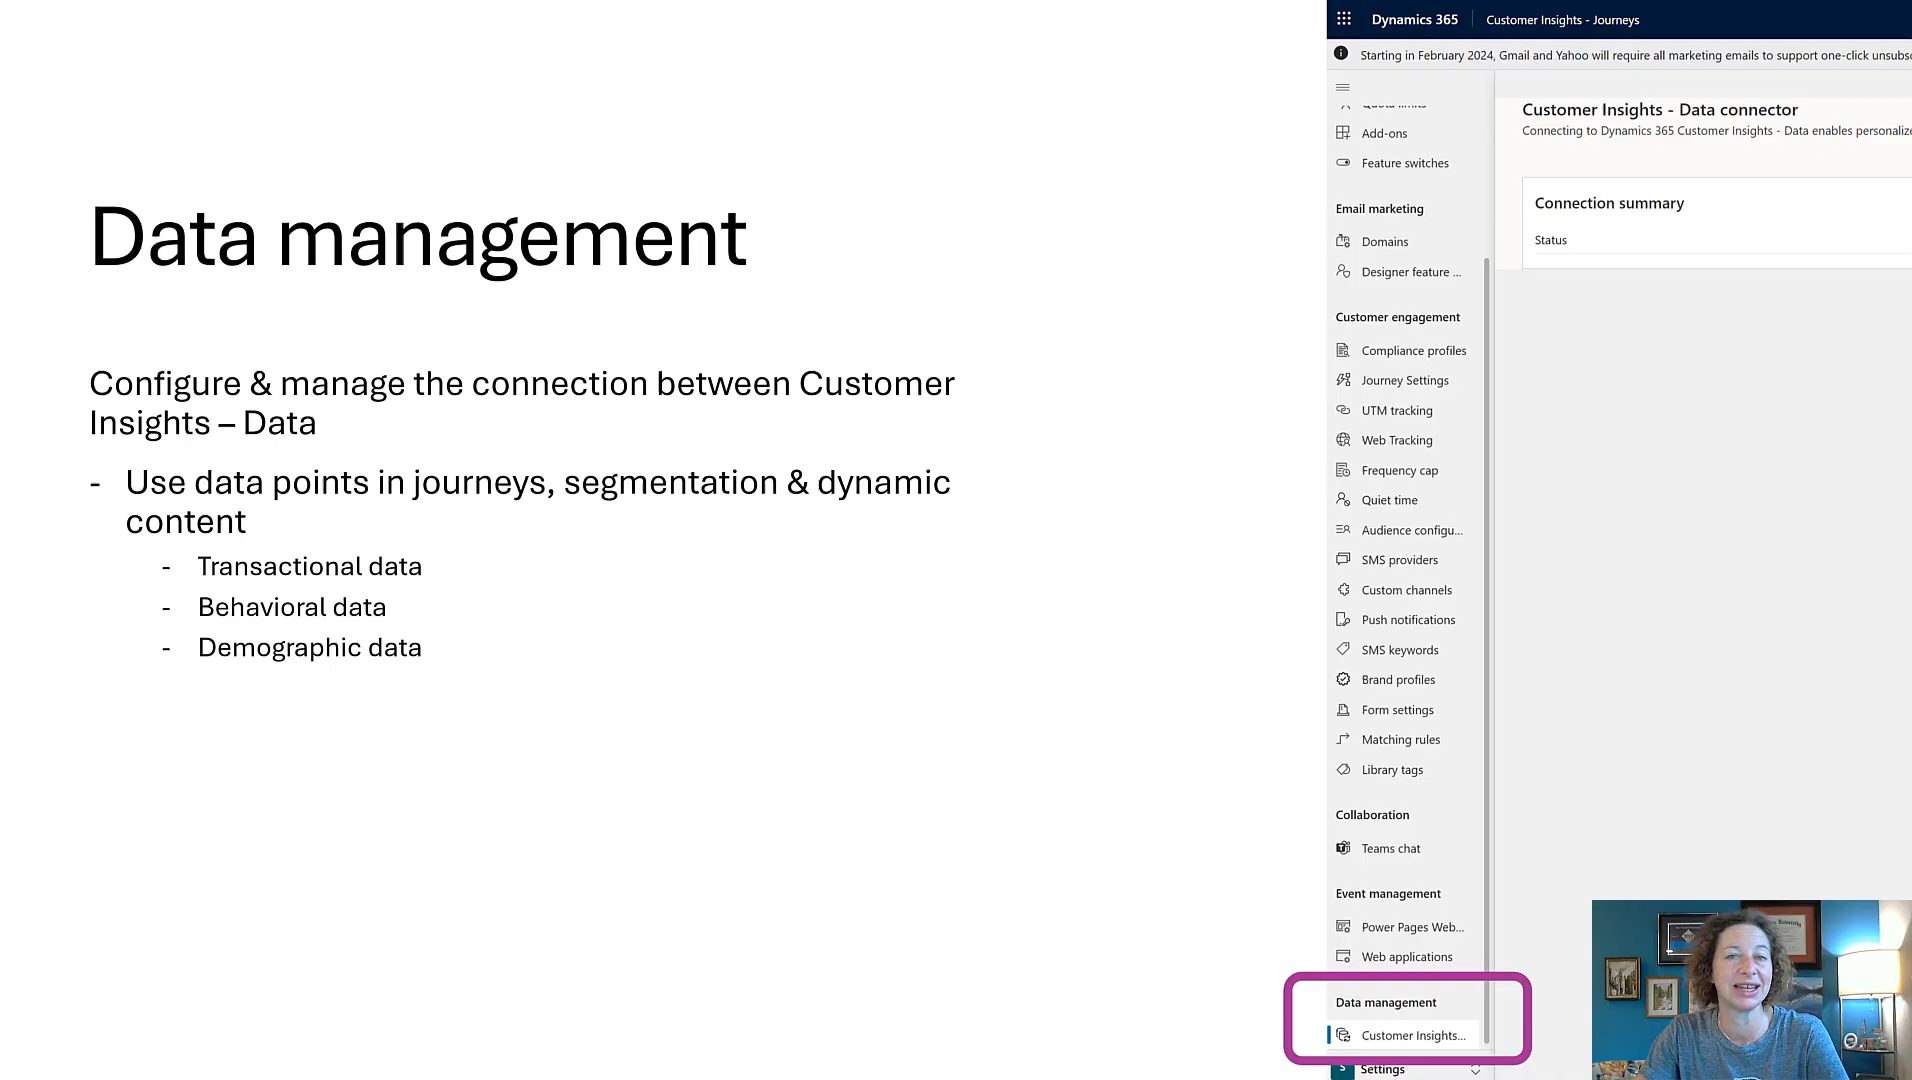 Data management
Configure & manage the connection between Customer
Insights – Data
- Use data points in journeys, segmentation & dynamic
content
- Transactional data
- Behavioral data
- Demographic data
Dynamics 365
Customer Insights - Journeys
Starting in February 2024, Gmail and Yahoo will require all marketing emails to support one-click unsubsc
Quota limits
Add-ons
Feature switches
Email marketing
Domains
Designer feature ...
Customer engagement
Compliance profiles
Journey Settings
UTM tracking
Web Tracking
Frequency cap
Quiet time
Audience configu...
SMS providers
Custom channels
Push notifications
SMS keywords
Brand profiles
Form settings
Matching rules
Library tags
Collaboration
Teams chat
Event management
Power Pages Web...
Web applications
Data management
Customer Insights...
S Settings
Customer Insights - Data connector
Connecting to Dynamics 365 Customer Insights - Data enables personalize
Connection summary
Status